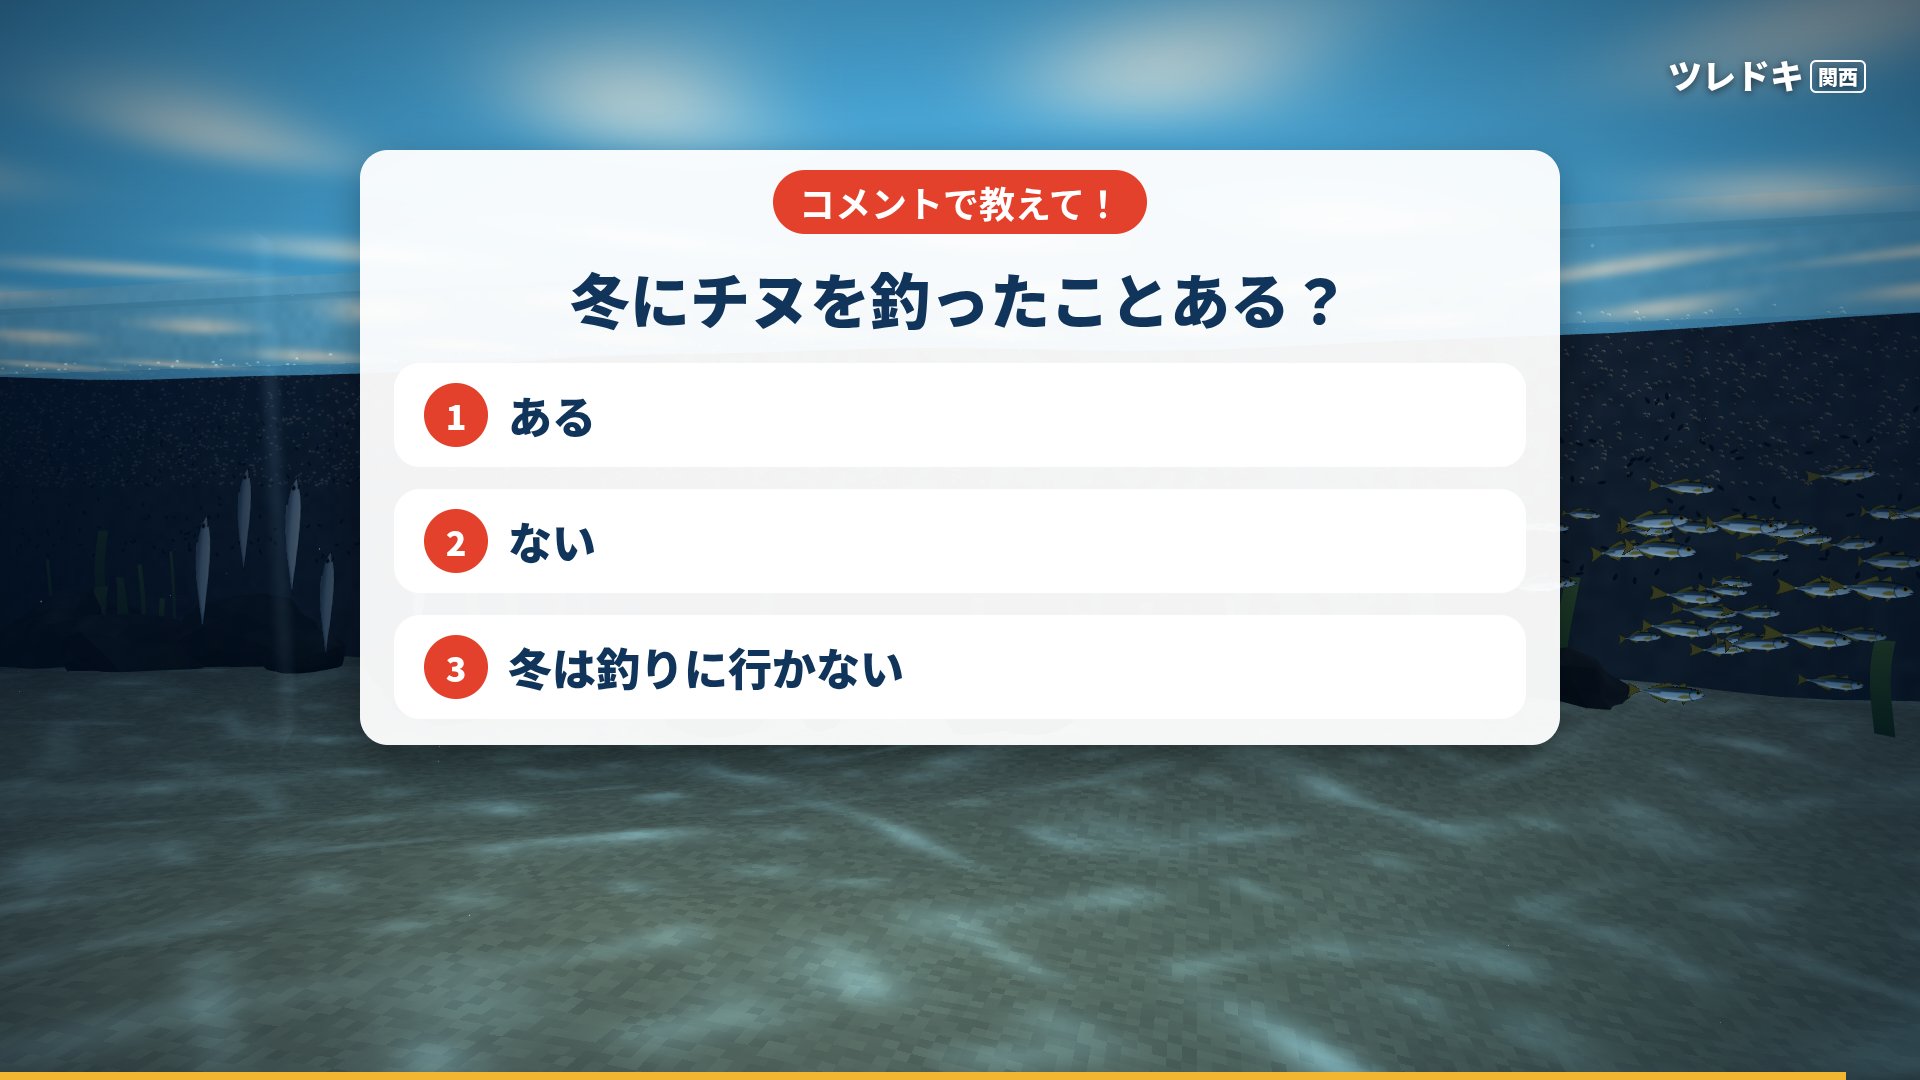 ツレドキ 関西
コメントで教えて！
冬にチヌを釣ったことある？
1 ある
2 ない
3 冬は釣りに行かない